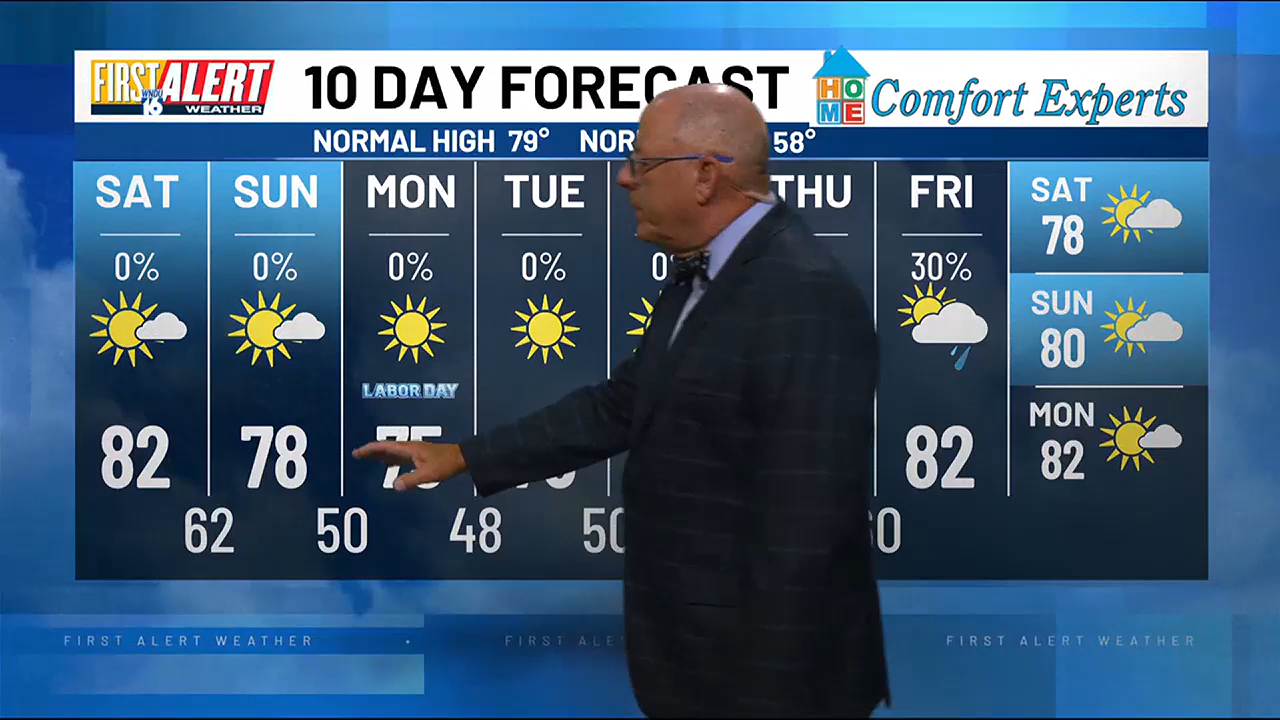 FIRST ALERT
WNDU 16 WEATHER
10 DAY FORECAST
HOME Comfort Experts
NORMAL HIGH 79° 58°
SAT SUN MON TUE THU FRI
0% 0% 0% 0% 30%
LABOR DAY
82 78 75 82
62 50 48
SAT
78
SUN
80
MON
82
FIRST ALERT WEATHER FIRST FIRST ALERT WEATHER